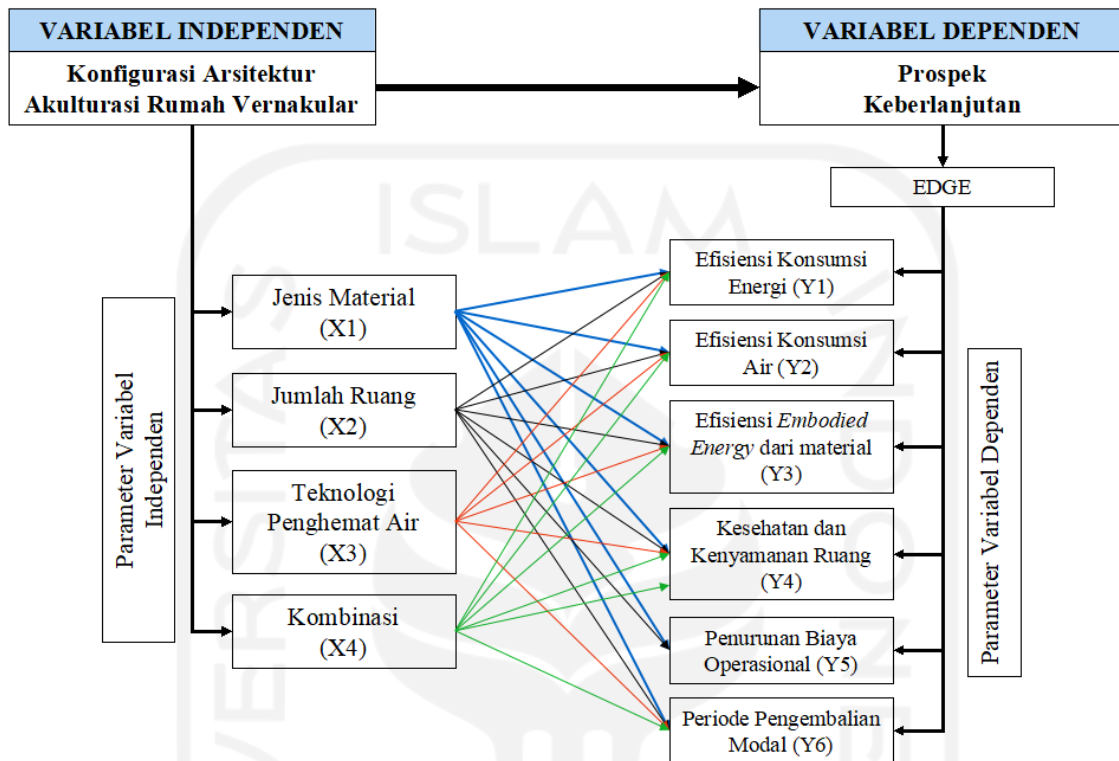 VARIABEL INDEPENDEN
Konfigurasi Arsitektur
Akulturasi Rumah Vernakular
VARIABEL DEPENDEN
Prospek
Keberlanjutan
EDGE
Parameter Variabel
Independen
Jenis Material
(X1)
Jumlah Ruang
(X2)
Teknologi
Penghemat Air
(X3)
Kombinasi
(X4)
Efisiensi Konsumsi
Energi (Y1)
Efisiensi Konsumsi
Air (Y2)
Efisiensi Embodied
Energy dari material
(Y3)
Kesehatan dan
Kenyamanan Ruang
(Y4)
Penurunan Biaya
Operasional (Y5)
Periode Pengembalian
Modal (Y6)
Parameter Variabel Dependen
ISLAM
VERSITAS
INDONE